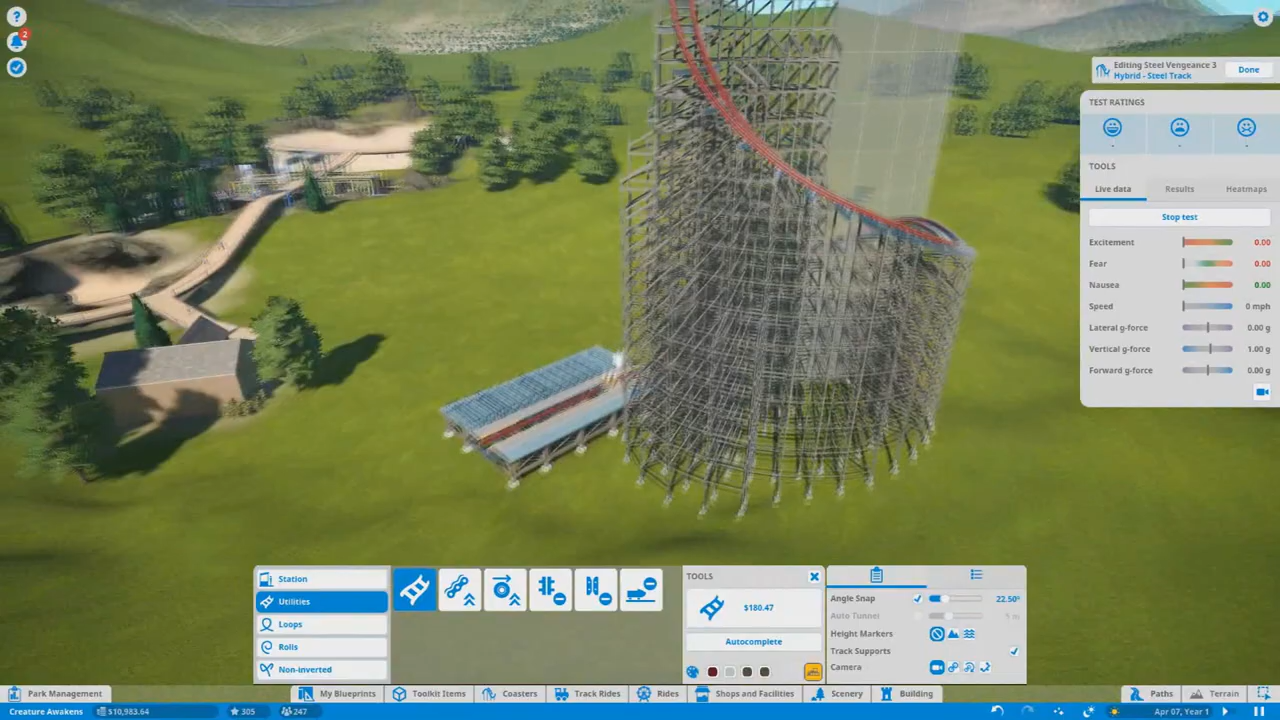 ?
2
Editing Steel Vengeance 3
Hybrid - Steel Track
Done
TEST RATINGS
-
-
-
TOOLS
Live data
Results
Heatmaps
Stop test
Excitement 0.00
Fear 0.00
Nausea 0.00
Speed 0 mph
Lateral g-force 0.00 g
Vertical g-force 1.00 g
Forward g-force 0.00 g
Station
Utilities
Loops
Rolls
Non-inverted
TOOLS
$180.47
Autocomplete
Angle Snap 22.50°
Auto Tunnel
Height Markers
Track Supports
Camera
Park Management
My Blueprints
Toolkit Items
Coasters
Track Rides
Rides
Shops and Facilities
Scenery
Building
Paths
Terrain
Creature Awakens
$10,983.64
305
247
Apr 07, Year 1